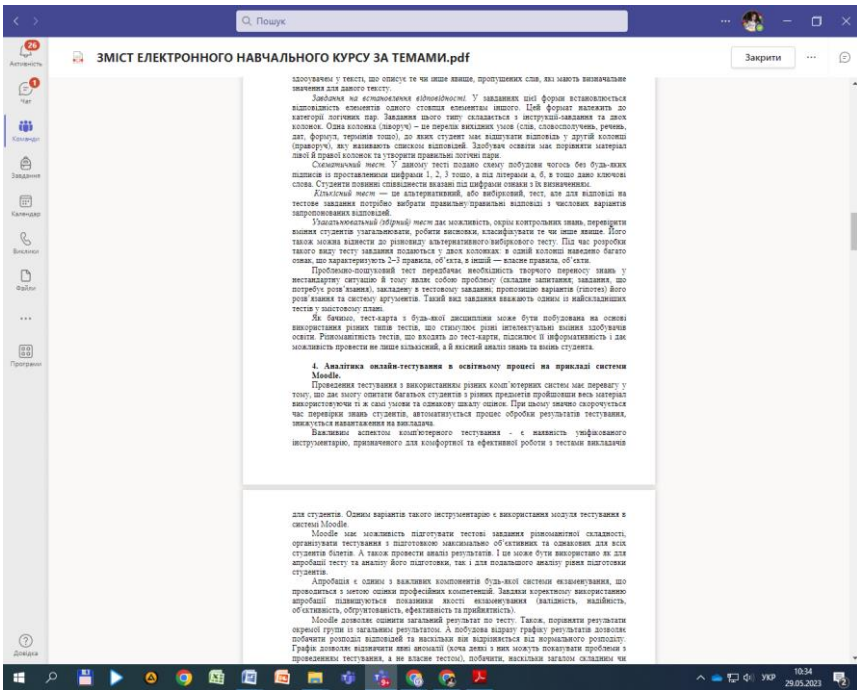 Пошук
26
Активність
ЗМІСТ ЕЛЕКТРОННОГО НАВЧАЛЬНОГО КУРСУ ЗА ТЕМАМИ.pdf
Закрити
1
Чат
Команди
Завдання
Календар
Виклики
Файли
Програми
Довідка
здобувачем у тексті, що описує те чи інше явище, пропущених слів, які мають визначальне
значення для даного тексту.
Завдання на встановлення відповідності. У завданнях цієї форми встановлюється
відповідність елементів одного стовпця елементам іншого. Цей формат належить до
категорії логічних пар. Завдання цього типу складається з інструкції-завдання та двох
колонок. Одна колонка (ліворуч) – це перелік вихідних умов (слів, словосполучень, речень,
дат, формул, термінів тощо), до яких студент має відшукати відповідь у другій колонці
(праворуч), яку називають списком відповідей. Здобувач освіти має порівняти матеріал
лівої й правої колонок та утворити правильні логічні пари.
Схематичний тест. У даному тесті подано схему побудови чогось без будь-яких
підписів із проставленими цифрами 1, 2, 3 тощо, а під літерами а, б, в тощо дано ключові
слова. Студенти повинні співвіднести вказані під цифрами ознаки з їх визначенням.
Кількісний тест — це альтернативний, або вибірковий, тест, але для відповіді на
тестове завдання потрібно вибрати правильну/правильні відповіді з числових варіантів
запропонованих відповідей.
Узагальнювальний (збірний) тест дає можливість, окрім контрольних знань, перевірити
вміння студентів узагальнювати, робити висновки, класифікувати те чи інше явище. Його
також можна віднести до різновиду альтернативного/вибіркового тесту. Під час розробки
такого виду тесту завдання подаються у двох колонках: в одній колонці наведено багато
ознак, що характеризують 2–3 правила, об’єкта, в іншій — власне правила, об’єкти.
Проблемно-пошуковий тест передбачає необхідність творчого переносу знань у
нестандартну ситуацію й тому являє собою проблему (складне запитання; завдання, що
потребує розв’язання), закладену в тестовому завданні; пропозицію варіантів (гіпотез) його
розв’язання та систему аргументів. Такий вид завдання вважають одним із найскладніших
тестів у змістовому плані.
Як бачимо, тест-карта з будь-якої дисципліни може бути побудована на основі
використання різних типів тестів, що стимулює різні інтелектуальні вміння здобувачів
освіти. Різноманітність тестів, що входять до тест-карти, підсилює її інформативність і дає
можливість провести не лише кількісний, а й якісний аналіз знань та вмінь студента.
4. Аналітика онлайн-тестування в освітньому процесі на прикладі системи
Moodle.
Проведення тестування з використанням різних комп’ютерних систем має перевагу у
тому, що дає змогу опитати багатьох студентів з різних предметів пройшовши весь матеріал
використовуючи ті ж самі умови та однакову шкалу оцінок. При цьому значно скорочується
час перевірки знань студентів, автоматизується процес обробки результатів тестування,
знижується навантаження на викладача.
Важливим аспектом комп'ютерного тестування - є наявність уніфікованого
інструментарію, призначеного для комфортної та ефективної роботи з тестами викладачів
для студентів. Одним варіантів такого інструментарію є використання модуля тестування в
системі Moodle.
Moodle має можливість підготувати тестові завдання різноманітної складності,
організувати тестування з підготовкою максимально об’єктивних та однакових для всіх
студентів білетів. А також провести аналіз результатів. І це може бути використано як для
апробації тесту та аналізу його підготовки, так і для подальшого аналізу рівня підготовки
студентів.
Апробація є одним з важливих компонентів будь-якої системи екзаменування, що
проводиться з метою оцінки професійних компетенцій. Завдяки коректному використанню
апробації підвищуються показники якості екзаменування (валідність, надійність,
об'єктивність, обґрунтованість, ефективність та прийнятність).
Moodle дозволяє оцінити загальний результат по тесту. Також, порівняти результати
окремої групи із загальним результатом. А побудова відразу графіку результатів дозволяє
побачити розподіл відповідей та наскільки він відрізняється від нормального розподілу.
Графік дозволяє відзначити явні аномалії (хоча деякі з них можуть показувати проблеми з
проведенням тестування, а не власне тестом), побачити, наскільки загалом складним чи
УКР
10:34
29.05.2023